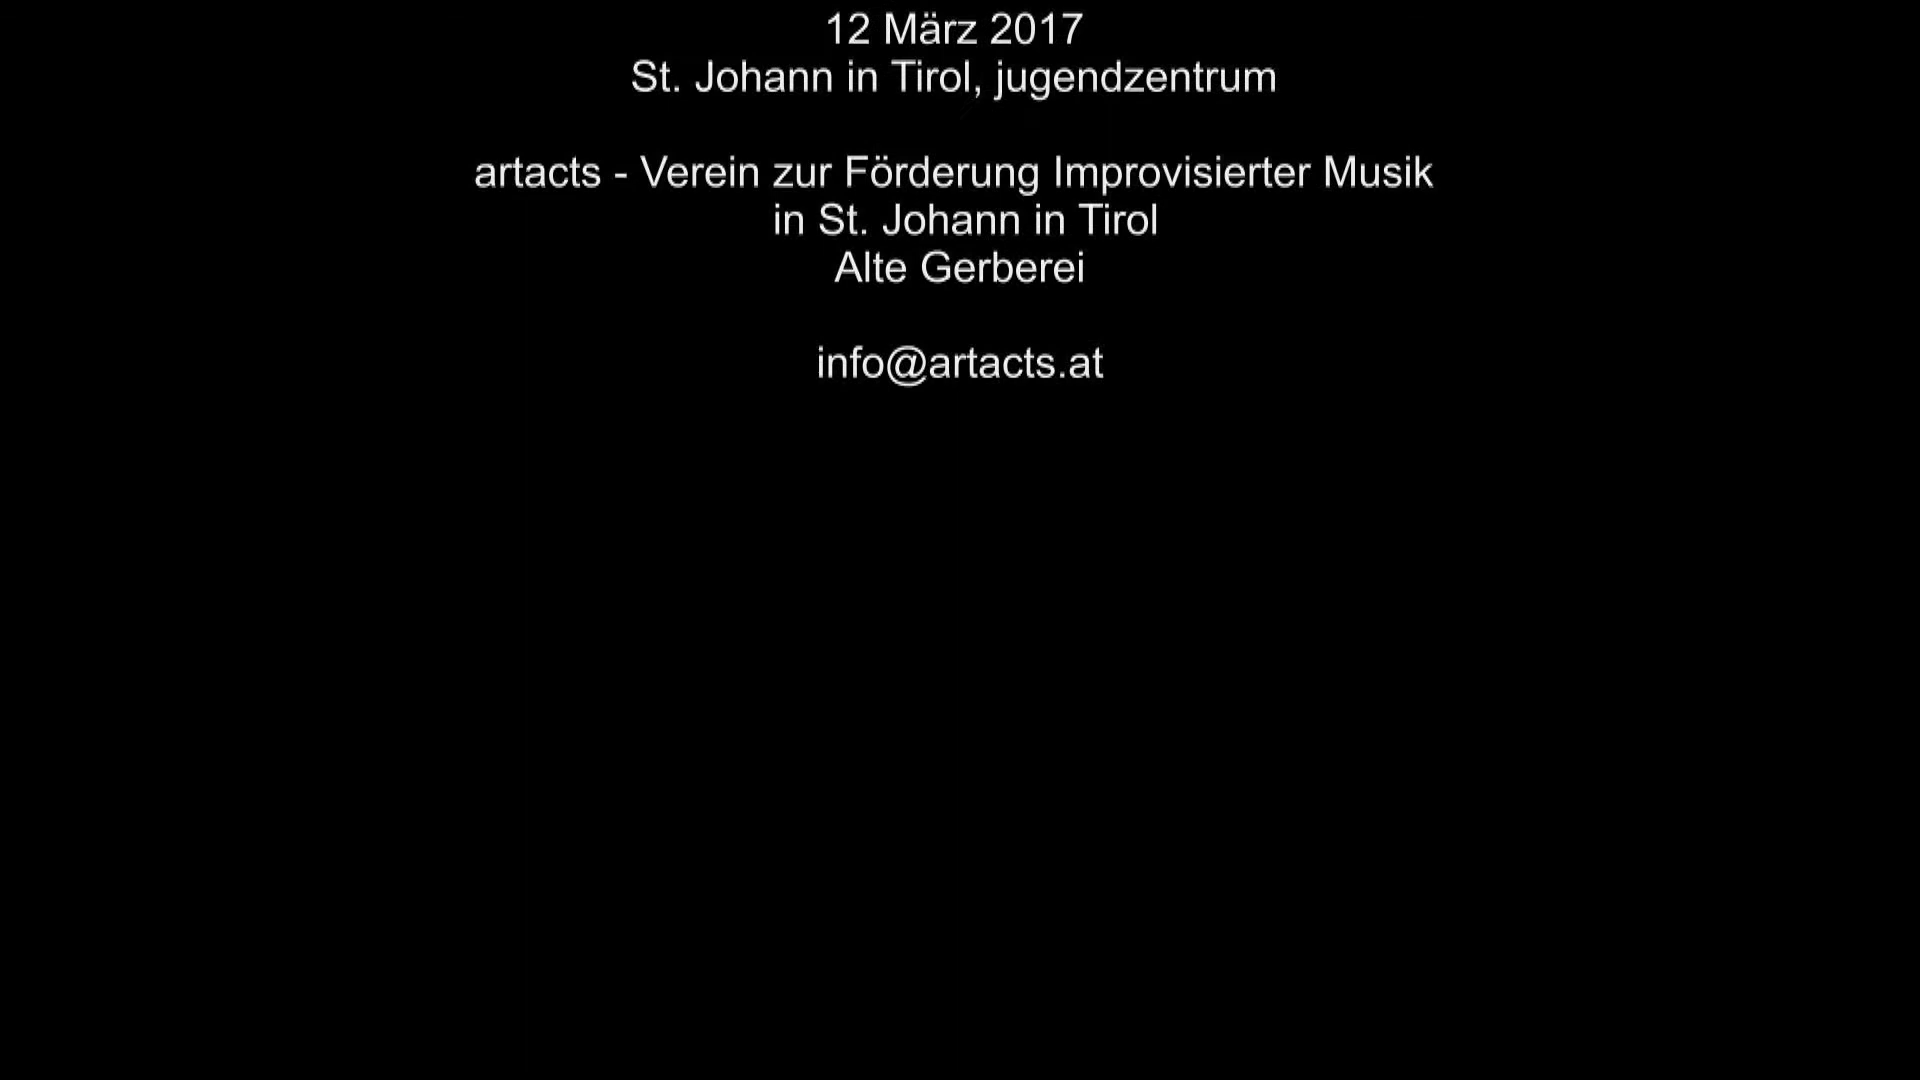 12 März 2017
St. Johann in Tirol, jugendzentrum
artacts - Verein zur Förderung Improvisierter Musik
in St. Johann in Tirol
Alte Gerberei
info@artacts.at